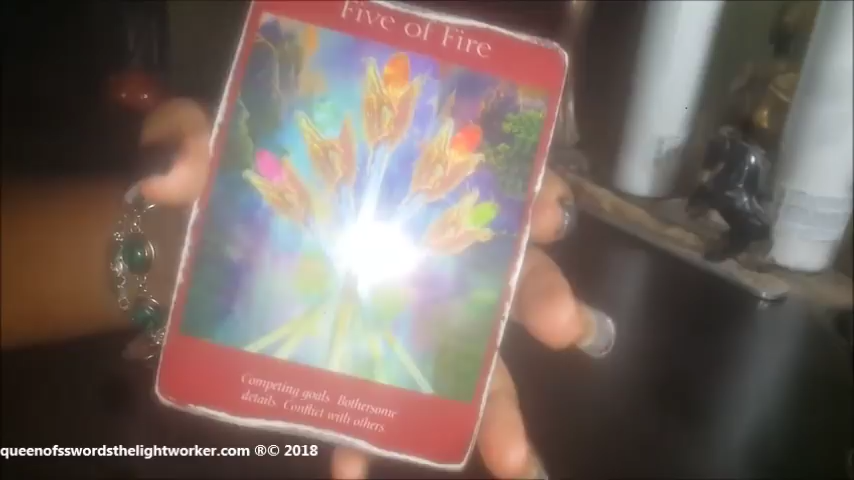 Five of Fire
Competing goals. Bothersome
details. Conflict with others.
queenofsswordsthelightworker.com ®© 2018